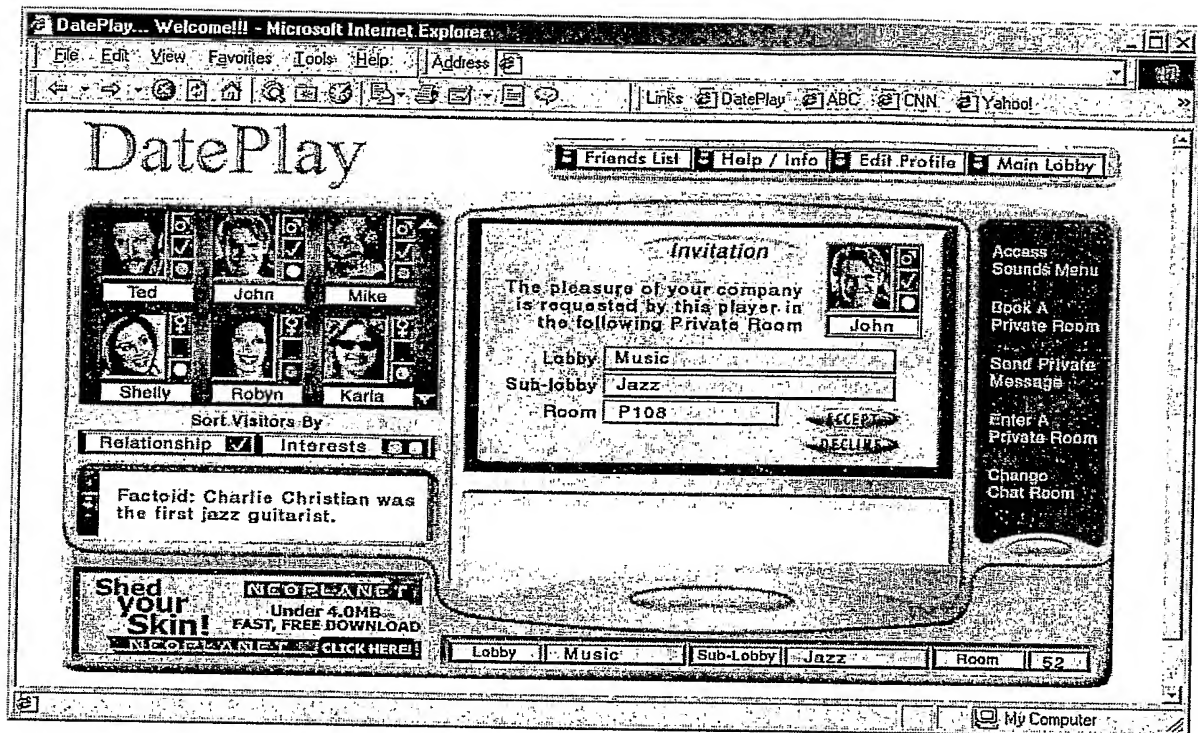 DatePlay... Welcome!!! - Microsoft Internet Explorer
File Edit View Favorites Tools Help Address
Links DatePlay ABC CNN Yahoo!
DatePlay
Friends List Help / Info Edit Profile Main Lobby
Ted John Mike
Shelly Robyn Karla
Sort Visitors By
Relationship Interests
Factoid: Charlie Christian was
the first jazz guitarist.
Shed
your
Skin!
NEOPLANET
Under 4.0MB
FAST, FREE DOWNLOAD
NEOPLANET CLICK HERE!
Invitation
The pleasure of your company
is requested by this player in
the following Private Room
John
Lobby Music
Sub-lobby Jazz
Room P108
ACCEPT
DECLINE
Access
Sounds Menu
Book A
Private Room
Send Private
Message
Enter A
Private Room
Change
Chat Room
Lobby Music Sub-Lobby Jazz Room 52
My Computer